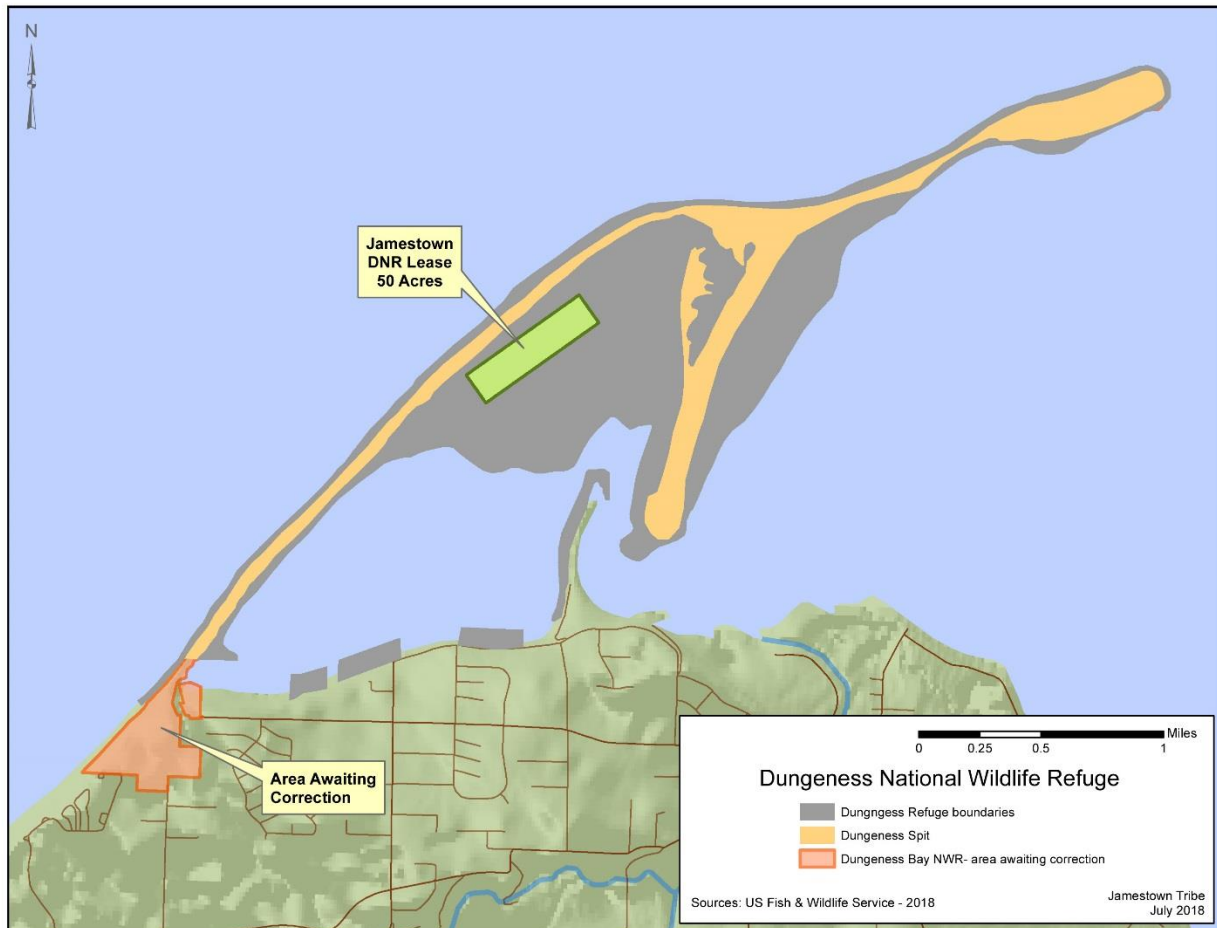 N
Jamestown
DNR Lease
50 Acres
Area Awaiting
Correction
Miles
0 0.25 0.5 1
Dungeness National Wildlife Refuge
Dungngess Refuge boundaries
Dungeness Spit
Dungeness Bay NWR- area awaiting correction
Sources: US Fish & Wildlife Service - 2018
Jamestown Tribe
July 2018